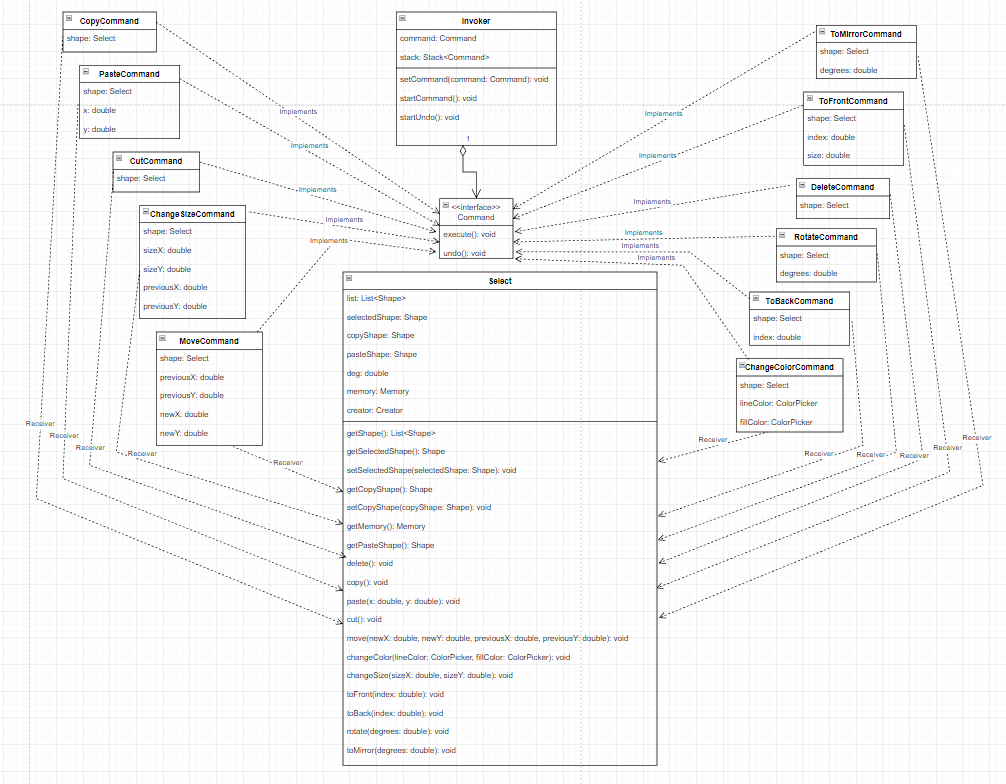 CopyCommand
shape: Select
PasteCommand
shape: Select
x: double
y: double
CutCommand
shape: Select
ChangeSizeCommand
shape: Select
sizeX: double
sizeY: double
previousX: double
previousY: double
MoveCommand
shape: Select
previousX: double
previousY: double
newX: double
newY: double
Invoker
command: Command
stack: Stack<Command>
setCommand(command: Command): void
startCommand(): void
startUndo(): void
1
<<interface>>
Command
execute(): void
undo(): void
Implements
Implements
Implements
Implements
Implements
Implements
Implements
Implements
Implements
Implements
Implements
ToMirrorCommand
shape: Select
degrees: double
ToFrontCommand
shape: Select
index: double
size: double
DeleteCommand
shape: Select
RotateCommand
shape: Select
degrees: double
ToBackCommand
shape: Select
index: double
ChangeColorCommand
shape: Select
lineColor: ColorPicker
fillColor: ColorPicker
Select
list: List<Shape>
selectedShape: Shape
copyShape: Shape
pasteShape: Shape
deg: double
memory: Memory
creator: Creator
getShape(): List<Shape>
getSelectedShape(): Shape
setSelectedShape(selectedShape: Shape): void
getCopyShape(): Shape
setCopyShape(copyShape: Shape): void
getMemory(): Memory
getPasteShape(): Shape
delete(): void
copy(): void
paste(x: double, y: double): void
cut(): void
move(newX: double, newY: double, previousX: double, previousY: double): void
changeColor(lineColor: ColorPicker, fillColor: ColorPicker): void
changeSize(sizeX: double, sizeY: double): void
toFront(index: double): void
toBack(index: double): void
rotate(degrees: double): void
toMirror(degrees: double): void
Receiver
Receiver
Receiver
Receiver
Receiver
Receiver
Receiver
Receiver
Receiver
Receiver
Receiver